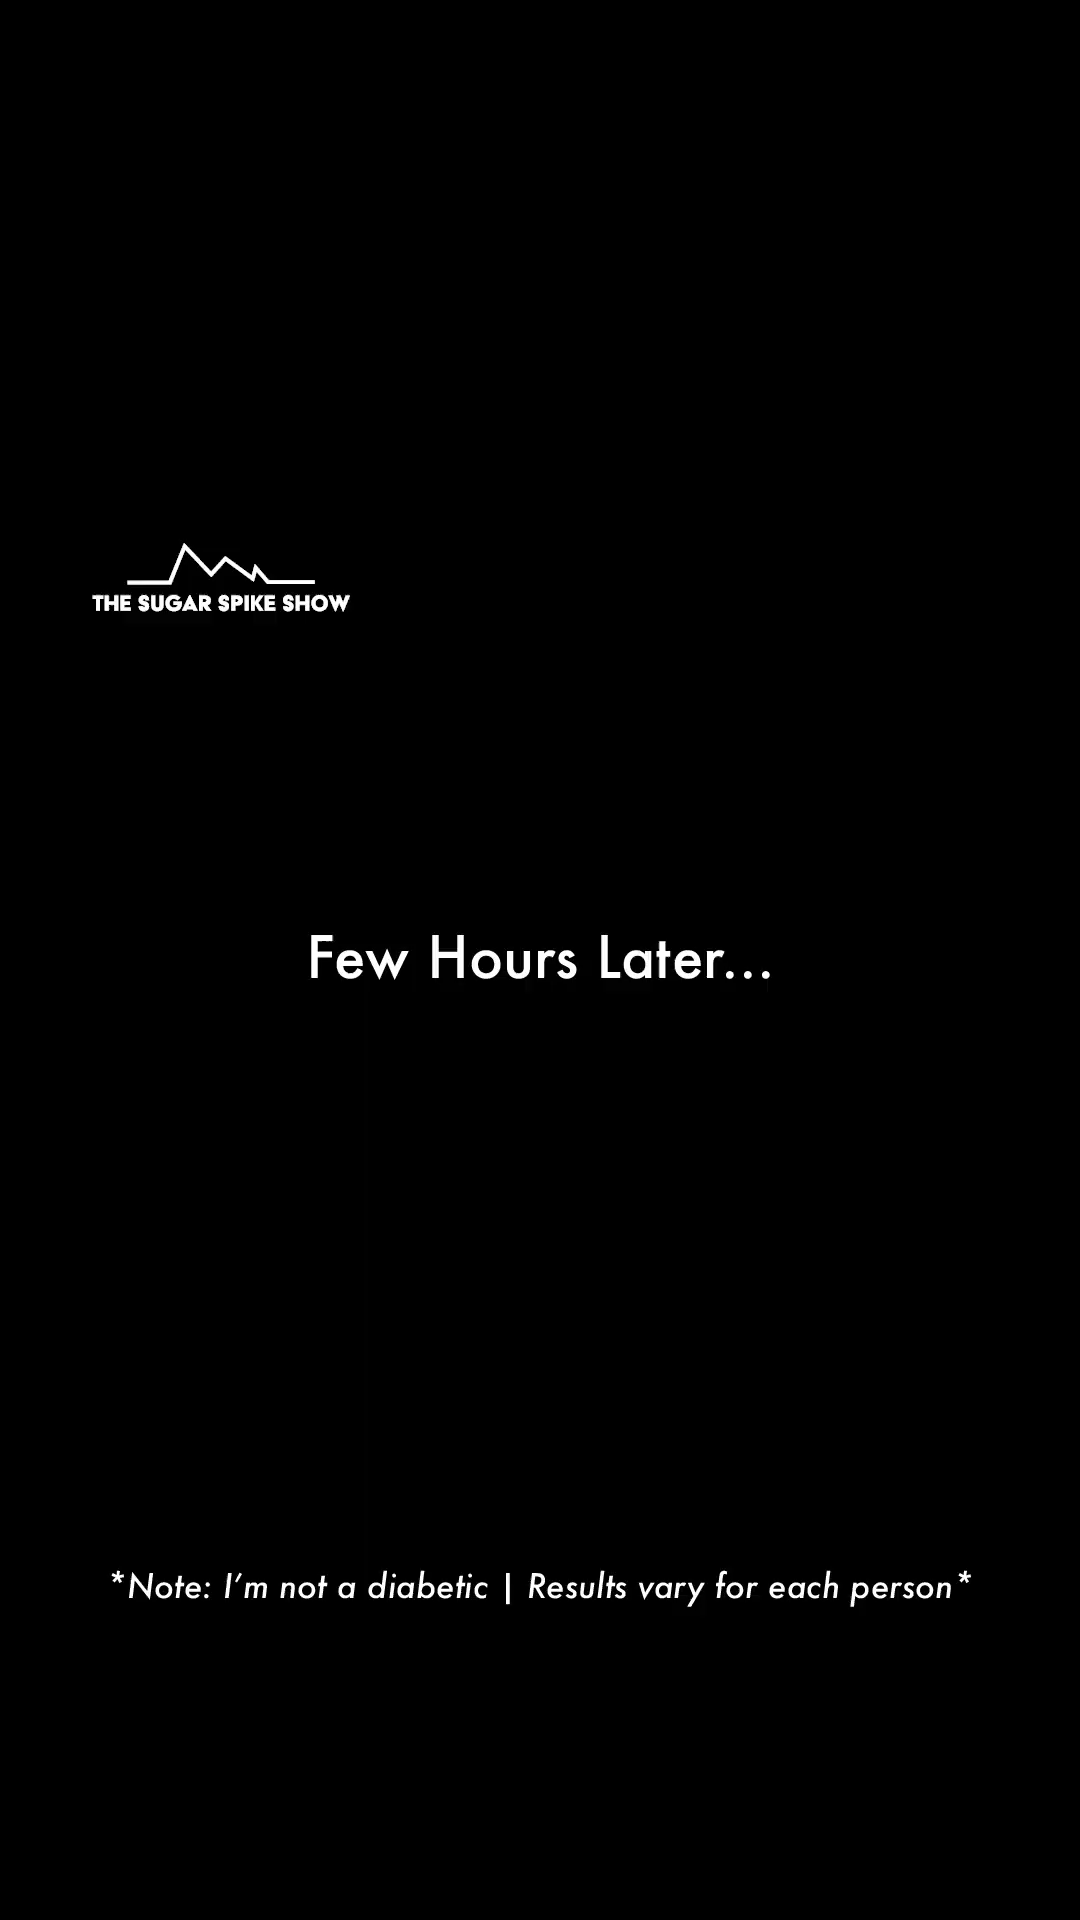 THE SUGAR SPIKE SHOW
Few Hours Later...
*Note: I’m not a diabetic | Results vary for each person*